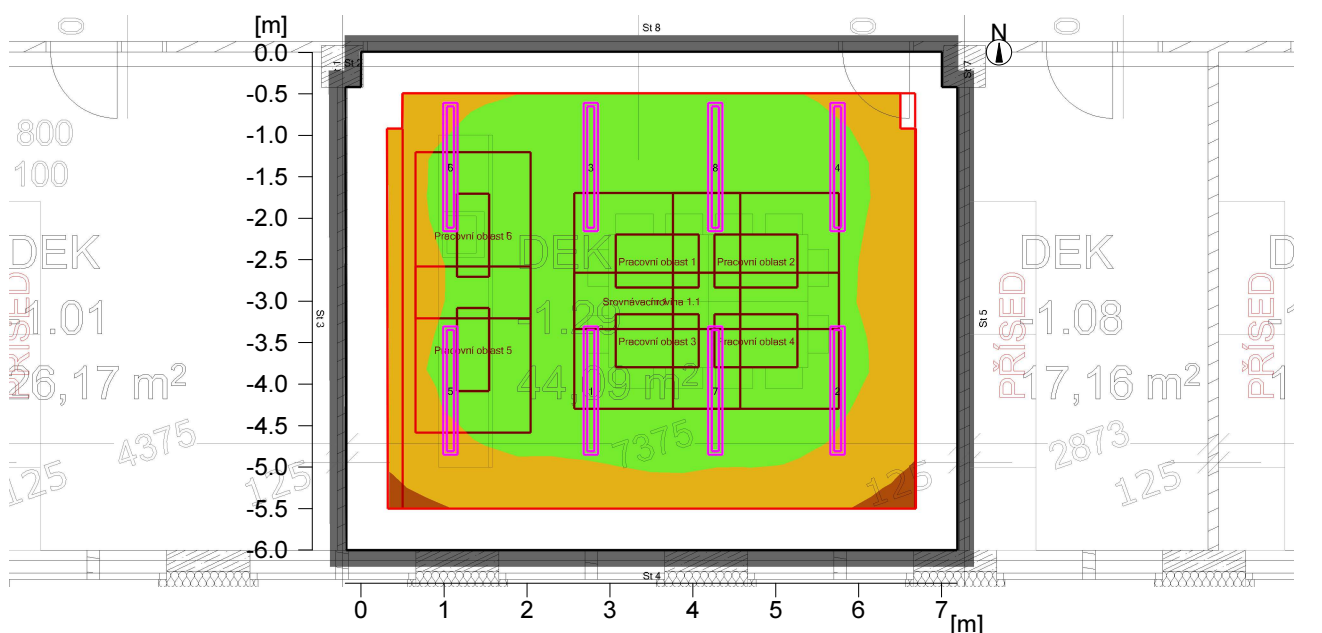 [m]
0
0
0
St 8
N
0.0
St 2
St 7
-0.5
-1.0
800
100
-1.5
6
3
8
4
-2.0
DEK
Pracovní oblast 6
DEK
DEK
-2.5
Pracovní oblast 1
Pracovní oblast 2
PŘÍSED
1.01
-3.0
Srovnávací rovina 1.1
1.29
1.08
PŘÍSED
PŘÍSED
St 3
St 5
-3.5
Pracovní oblast 5
Pracovní oblast 3
Pracovní oblast 4
26,17 m²
-4.0
5
44,09 m²
1
7
2
17,16 m²
-4.5
4375
7375
2873
-5.0
125
125
125
125
-5.5
-6.0
St 4
0
1
2
3
4
5
6
7
[m]